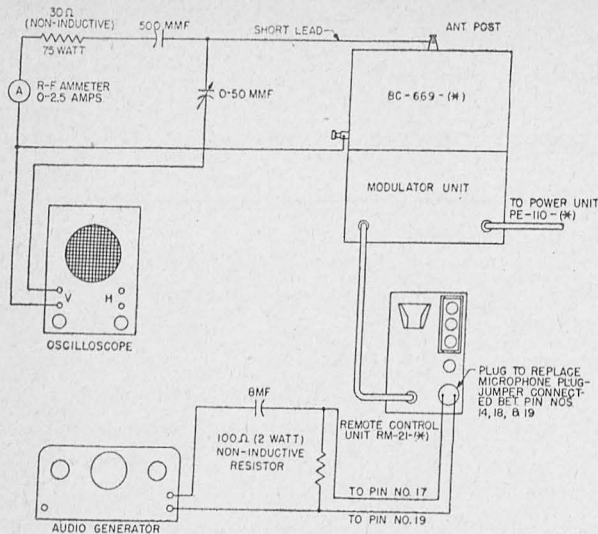 30Ω
(NON-INDUCTIVE)
75 WATT
500 MMF
SHORT LEAD
ANT POST
A
R-F AMMETER
0-2.5 AMPS
0-50 MMF
BC-669-(*)
MODULATOR UNIT
TO POWER UNIT
PE-110-(*)
V
H
OSCILLOSCOPE
PLUG TO REPLACE
MICROPHONE PLUG-
JUMPER CONNECT-
ED BET. PIN NOS.
14, 18, & 19
8MF
REMOTE CONTROL
UNIT RM-21-(*)
100Ω (2 WATT)
NON-INDUCTIVE
RESISTOR
TO PIN NO. 17
TO PIN NO. 19
AUDIO GENERATOR